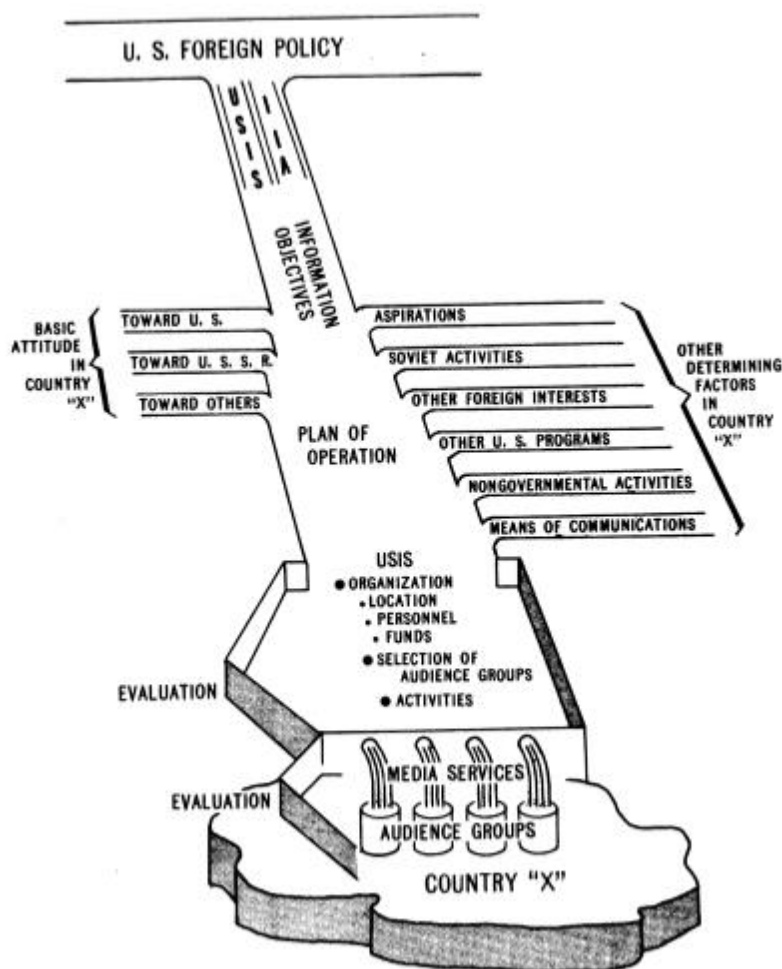 U. S. FOREIGN POLICY
USIS
IIA
INFORMATION
OBJECTIVES
BASIC
ATTITUDE
IN
COUNTRY
"X"
TOWARD U. S.
TOWARD U. S. S. R.
TOWARD OTHERS
ASPIRATIONS
SOVIET ACTIVITIES
OTHER FOREIGN INTERESTS
OTHER U. S. PROGRAMS
NONGOVERNMENTAL ACTIVITIES
MEANS OF COMMUNICATIONS
OTHER
DETERMINING
FACTORS
IN
COUNTRY
"X"
PLAN OF
OPERATION
USIS
● ORGANIZATION
• LOCATION
• PERSONNEL
• FUNDS
● SELECTION OF
AUDIENCE GROUPS
● ACTIVITIES
EVALUATION
MEDIA SERVICES
EVALUATION
AUDIENCE GROUPS
COUNTRY "X"